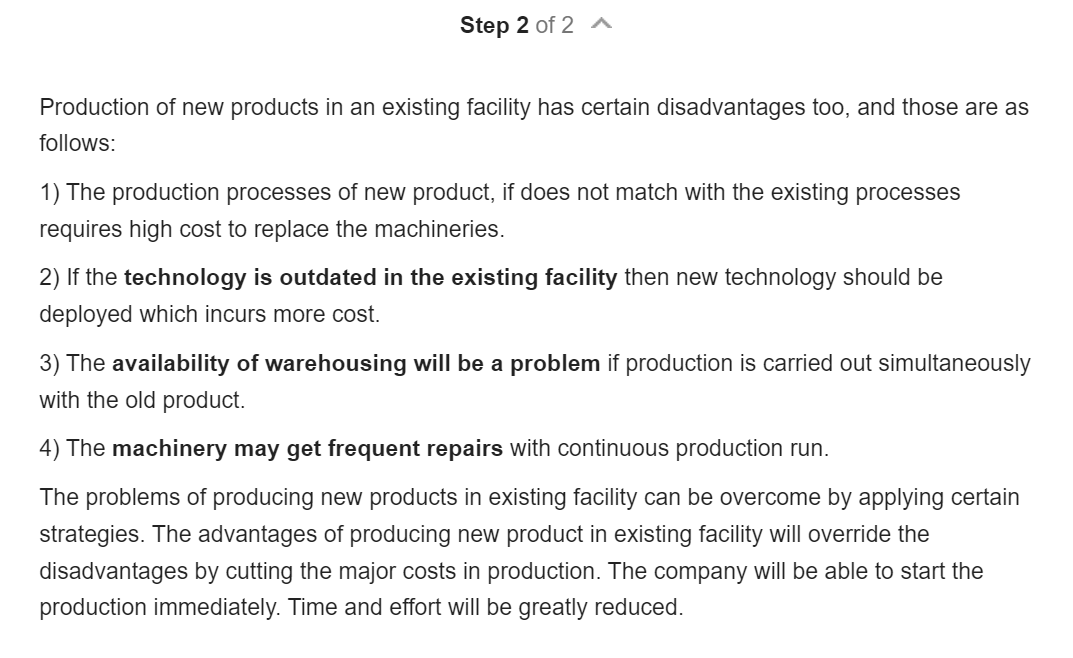 Step 2 of 2
Production of new products in an existing facility has certain disadvantages too, and those are as
follows:
1) The production processes of new product, if does not match with the existing processes
requires high cost to replace the machineries.
2) If the technology is outdated in the existing facility then new technology should be
deployed which incurs more cost.
3) The availability of warehousing will be a problem if production is carried out simultaneously
with the old product.
4) The machinery may get frequent repairs with continuous production run.
The problems of producing new products in existing facility can be overcome by applying certain
strategies. The advantages of producing new product in existing facility will override the
disadvantages by cutting the major costs in production. The company will be able to start the
production immediately. Time and effort will be greatly reduced.